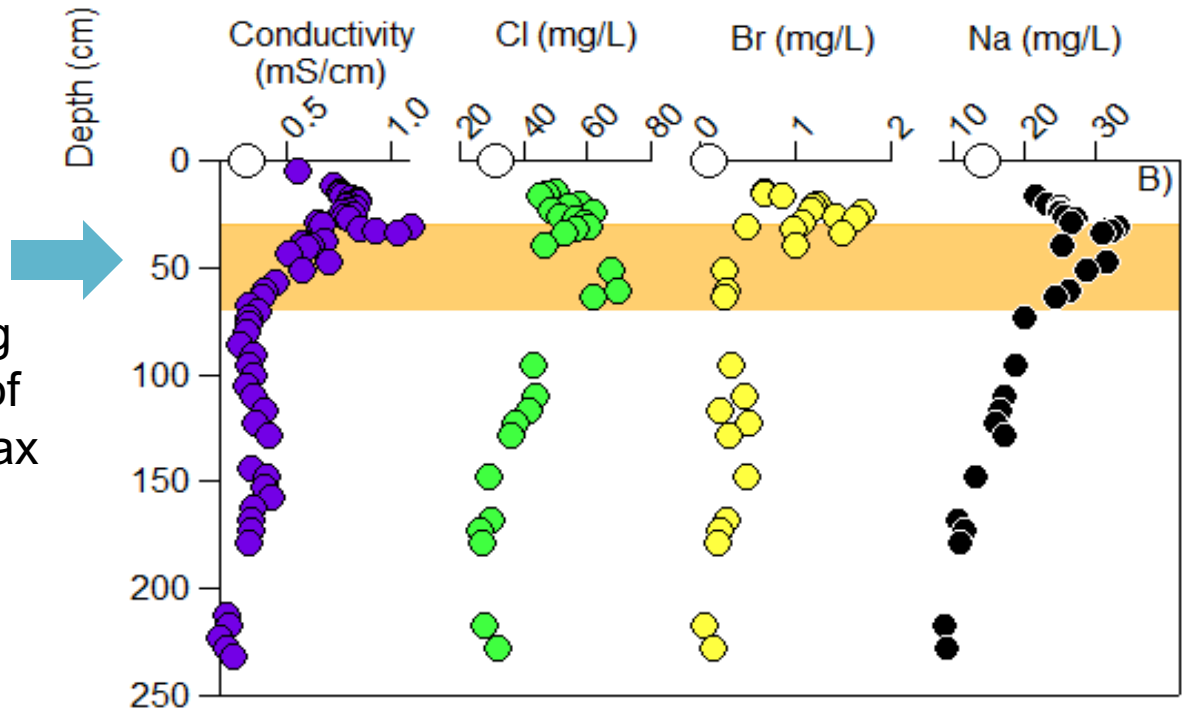 Conductivity
(mS/cm)
Cl (mg/L)
Br (mg/L)
Na (mg/L)
Depth (cm)
0.5 1.0
20 40 60 80
0 1 2
10 20 30
0
B)
50
100
150
200
250
g
of
ax